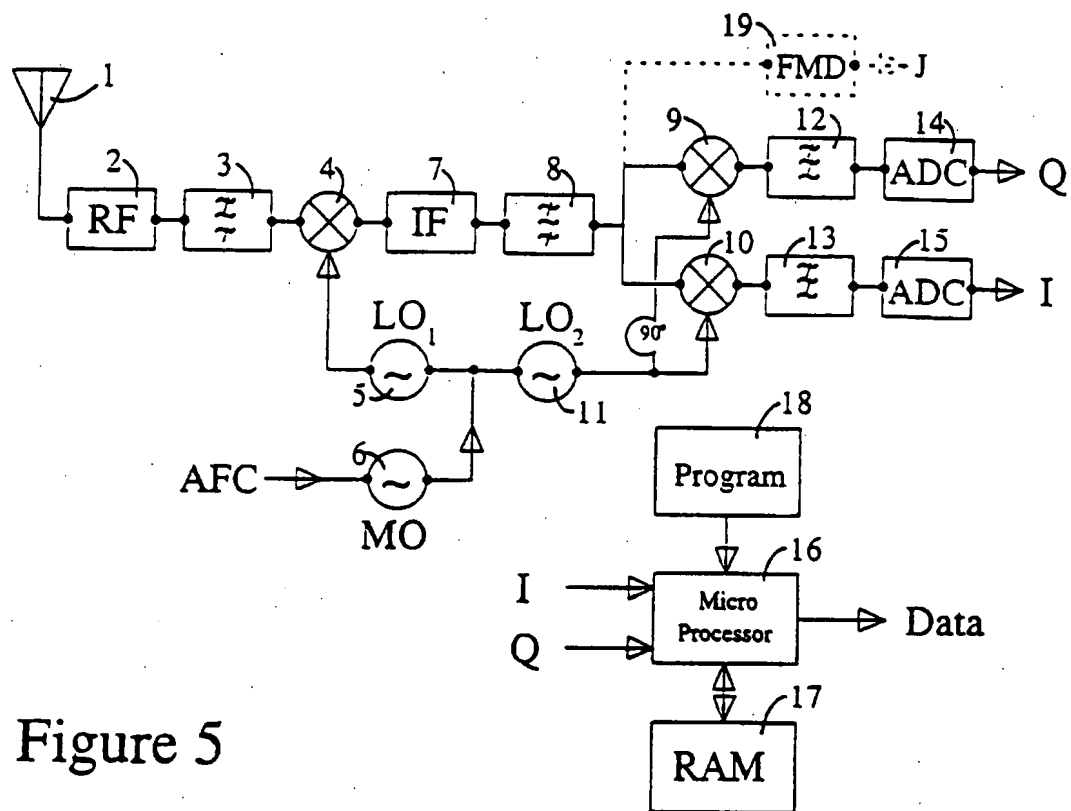 19
FMD
J
1
9
12
14
ADC
Q
2
RF
3
4
7
IF
8
10
13
15
ADC
I
90°
LO1
5
LO2
11
AFC
6
MO
18
Program
16
I
Q
Micro
Processor
Data
17
RAM
Figure 5